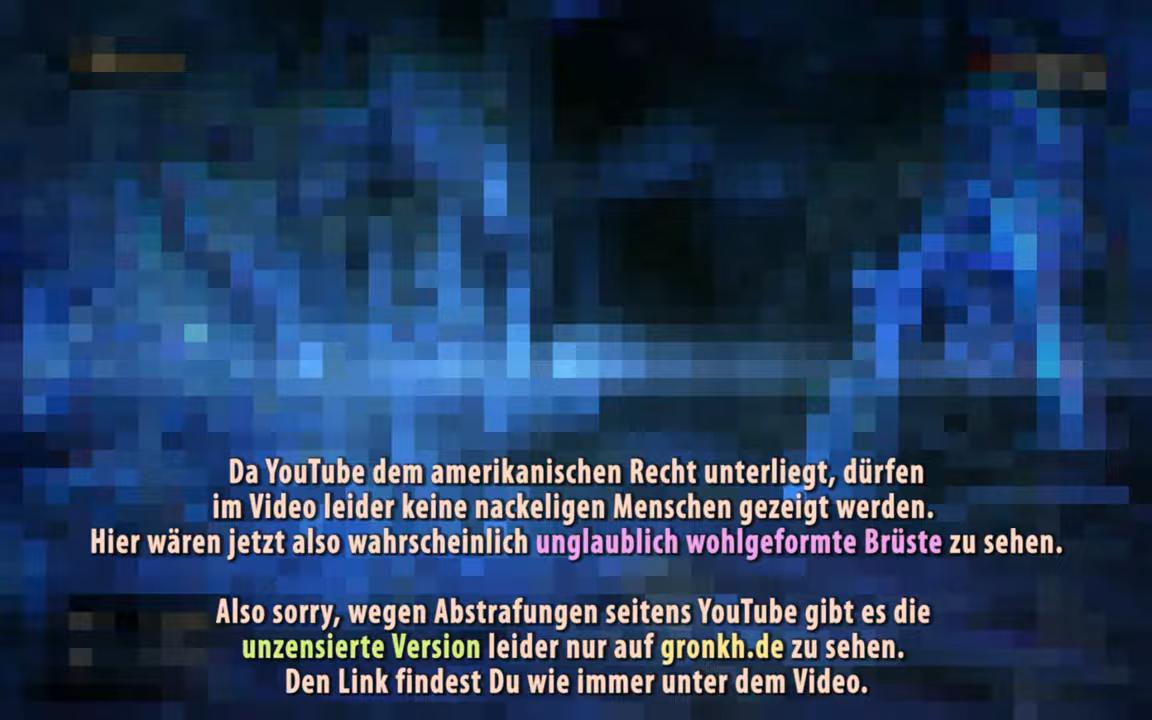 Da YouTube dem amerikanischen Recht unterliegt, dürfen
im Video leider keine nackeligen Menschen gezeigt werden.
Hier wären jetzt also wahrscheinlich unglaublich wohlgeformte Brüste zu sehen.
Also sorry, wegen Abstrafungen seitens YouTube gibt es die
unzensierte Version leider nur auf gronkh.de zu sehen.
Den Link findest Du wie immer unter dem Video.